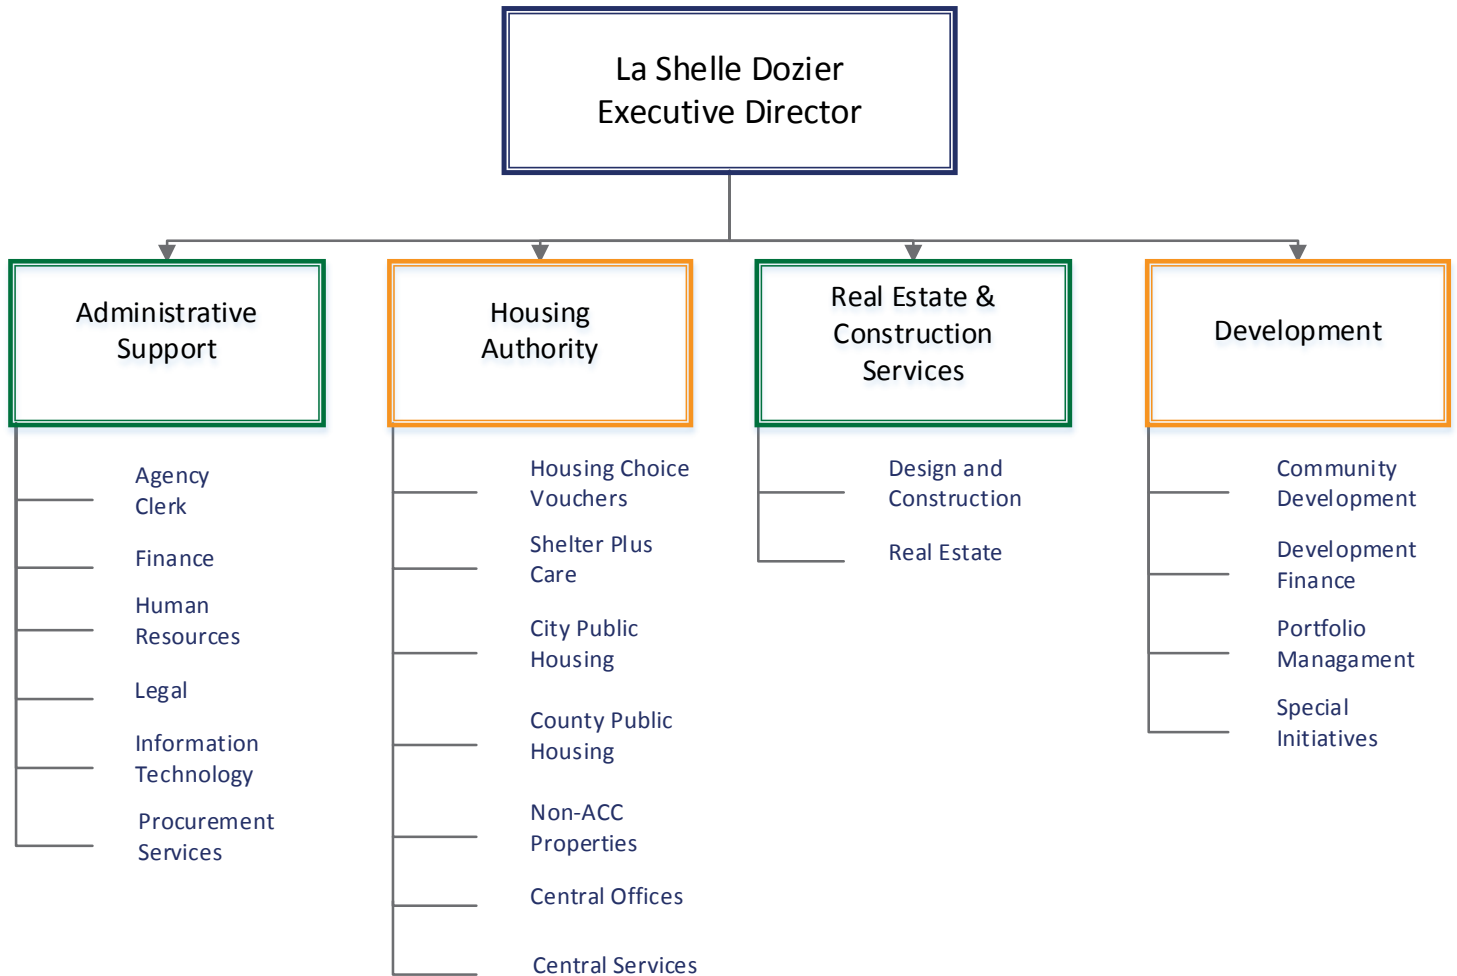 La Shelle Dozier
Executive Director
Administrative
Support
Housing
Authority
Real Estate &
Construction
Services
Development
Agency
Clerk
Finance
Human
Resources
Legal
Information
Technology
Procurement
Services
Housing Choice
Vouchers
Shelter Plus
Care
City Public
Housing
County Public
Housing
Non-ACC
Properties
Central Offices
Central Services
Design and
Construction
Real Estate
Community
Development
Development
Finance
Portfolio
Managament
Special
Initiatives